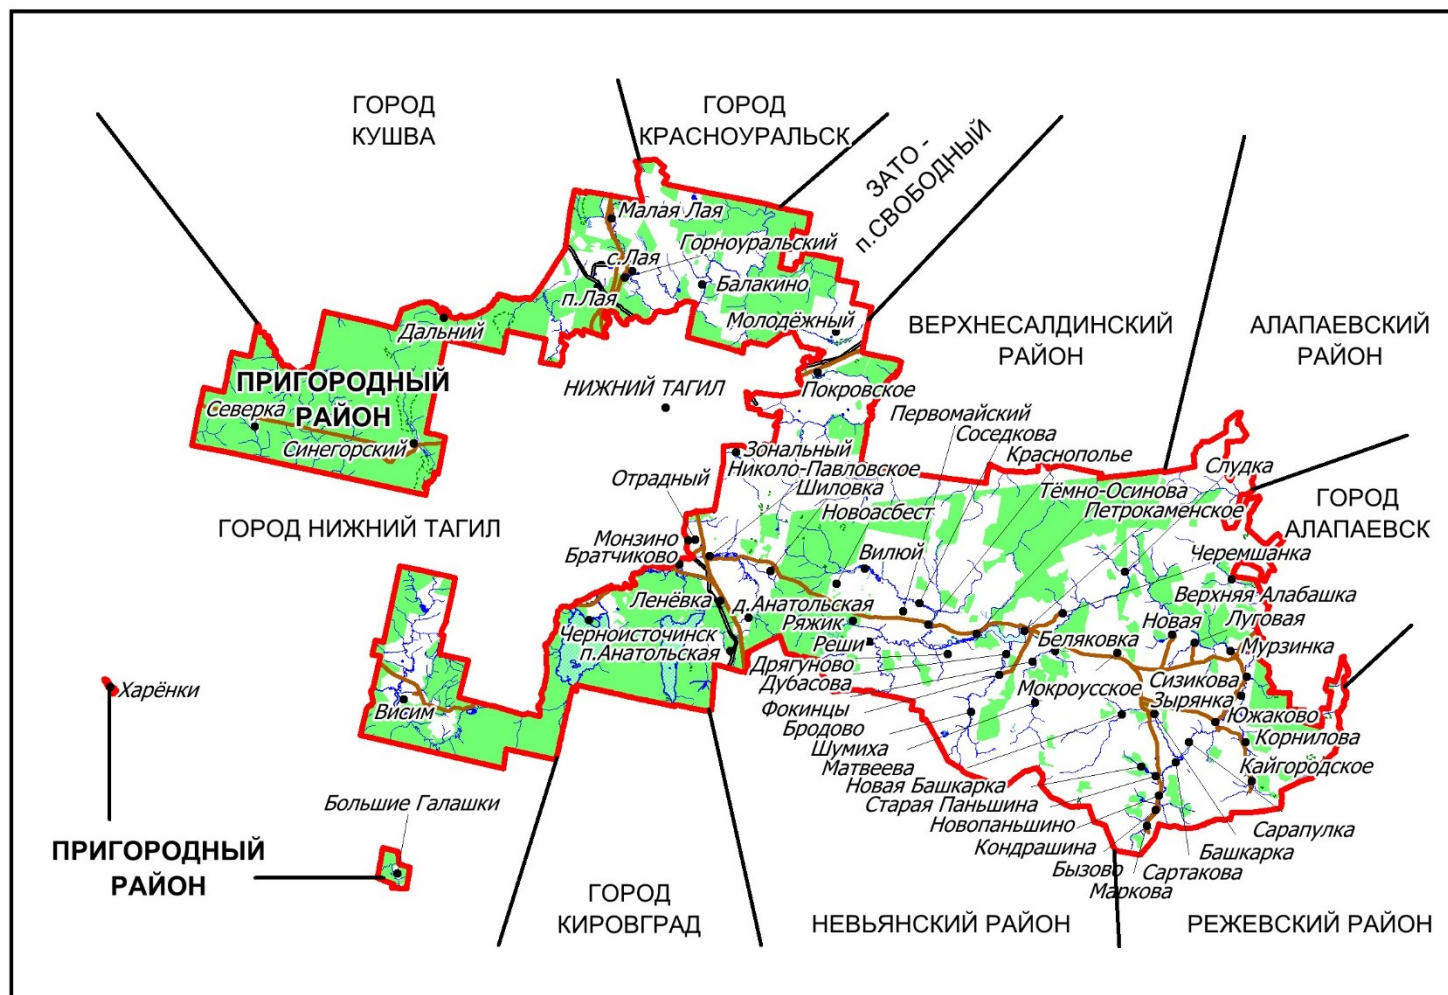 ГОРОД
КУШВА
ГОРОД
КРАСНОУРАЛЬСК
ЗАТО -
п.СВОБОДНЫЙ
Малая Лая
Горноуральский
с.Лая
п.Лая
Балакино
Молодёжный
Дальний
ВЕРХНЕСАЛДИНСКИЙ
РАЙОН
АЛАПАЕВСКИЙ
РАЙОН
ПРИГОРОДНЫЙ
РАЙОН
Северка
Синегорский
НИЖНИЙ ТАГИЛ
Покровское
Первомайский
Соседкова
Краснополье
Зональный
Николо-Павловское
Шиловка
Отрадный
Новоасбест
Тёмно-Осинова
Петрокаменское
Слудка
ГОРОД НИЖНИЙ ТАГИЛ
ГОРОД
АЛАПАЕВСК
Монзино
Братчиково
Вилюй
Черемшанка
Верхняя Алабашка
Ленёвка
д.Анатольская
Ряжик
Луговая
Новая
Черноисточинск
п.Анатольская
Реши
Беляковка
Мурзинка
Дрягуново
Дубасова
Сизикова
Харёнки
Висим
Мокроусское
Зырянка
Фокинцы
Южаково
Бродово
Корнилова
Шумиха
Матвеева
Кайгородское
Новая Башкарка
Старая Паньшина
Большие Галашки
Новопаньшино
Сарапулка
Кондрашина
Башкарка
ПРИГОРОДНЫЙ
РАЙОН
Бызово
Сартакова
Маркова
ГОРОД
КИРОВГРАД
НЕВЬЯНСКИЙ РАЙОН
РЕЖЕВСКИЙ РАЙОН